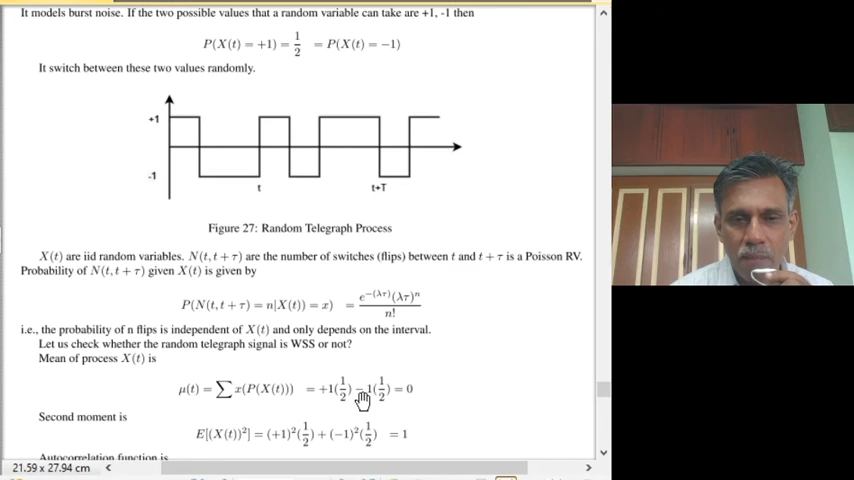 It models burst noise. If the two possible values that a random variable can take are +1, -1 then
P(X(t) = +1) = 1/2 = P(X(t) = −1)
It switch between these two values randomly.
+1
-1
t
t+T
Figure 27: Random Telegraph Process
X(t) are iid random variables. N(t, t + τ) are the number of switches (flips) between t and t + τ is a Poisson RV.
Probability of N(t, t + τ) given X(t) is given by
P(N(t, t + τ) = n|X(t)) = x) = e^−(λτ)(λτ)^n / n!
i.e., the probability of n flips is independent of X(t) and only depends on the interval.
Let us check whether the random telegraph signal is WSS or not?
Mean of process X(t) is
μ(t) = ∑ x(P(X(t))) = +1(1/2) − 1(1/2) = 0
Second moment is
E[(X(t))^2] = (+1)^2(1/2) + (−1)^2(1/2) = 1
Autocorrelation function is
21.59 x 27.94 cm